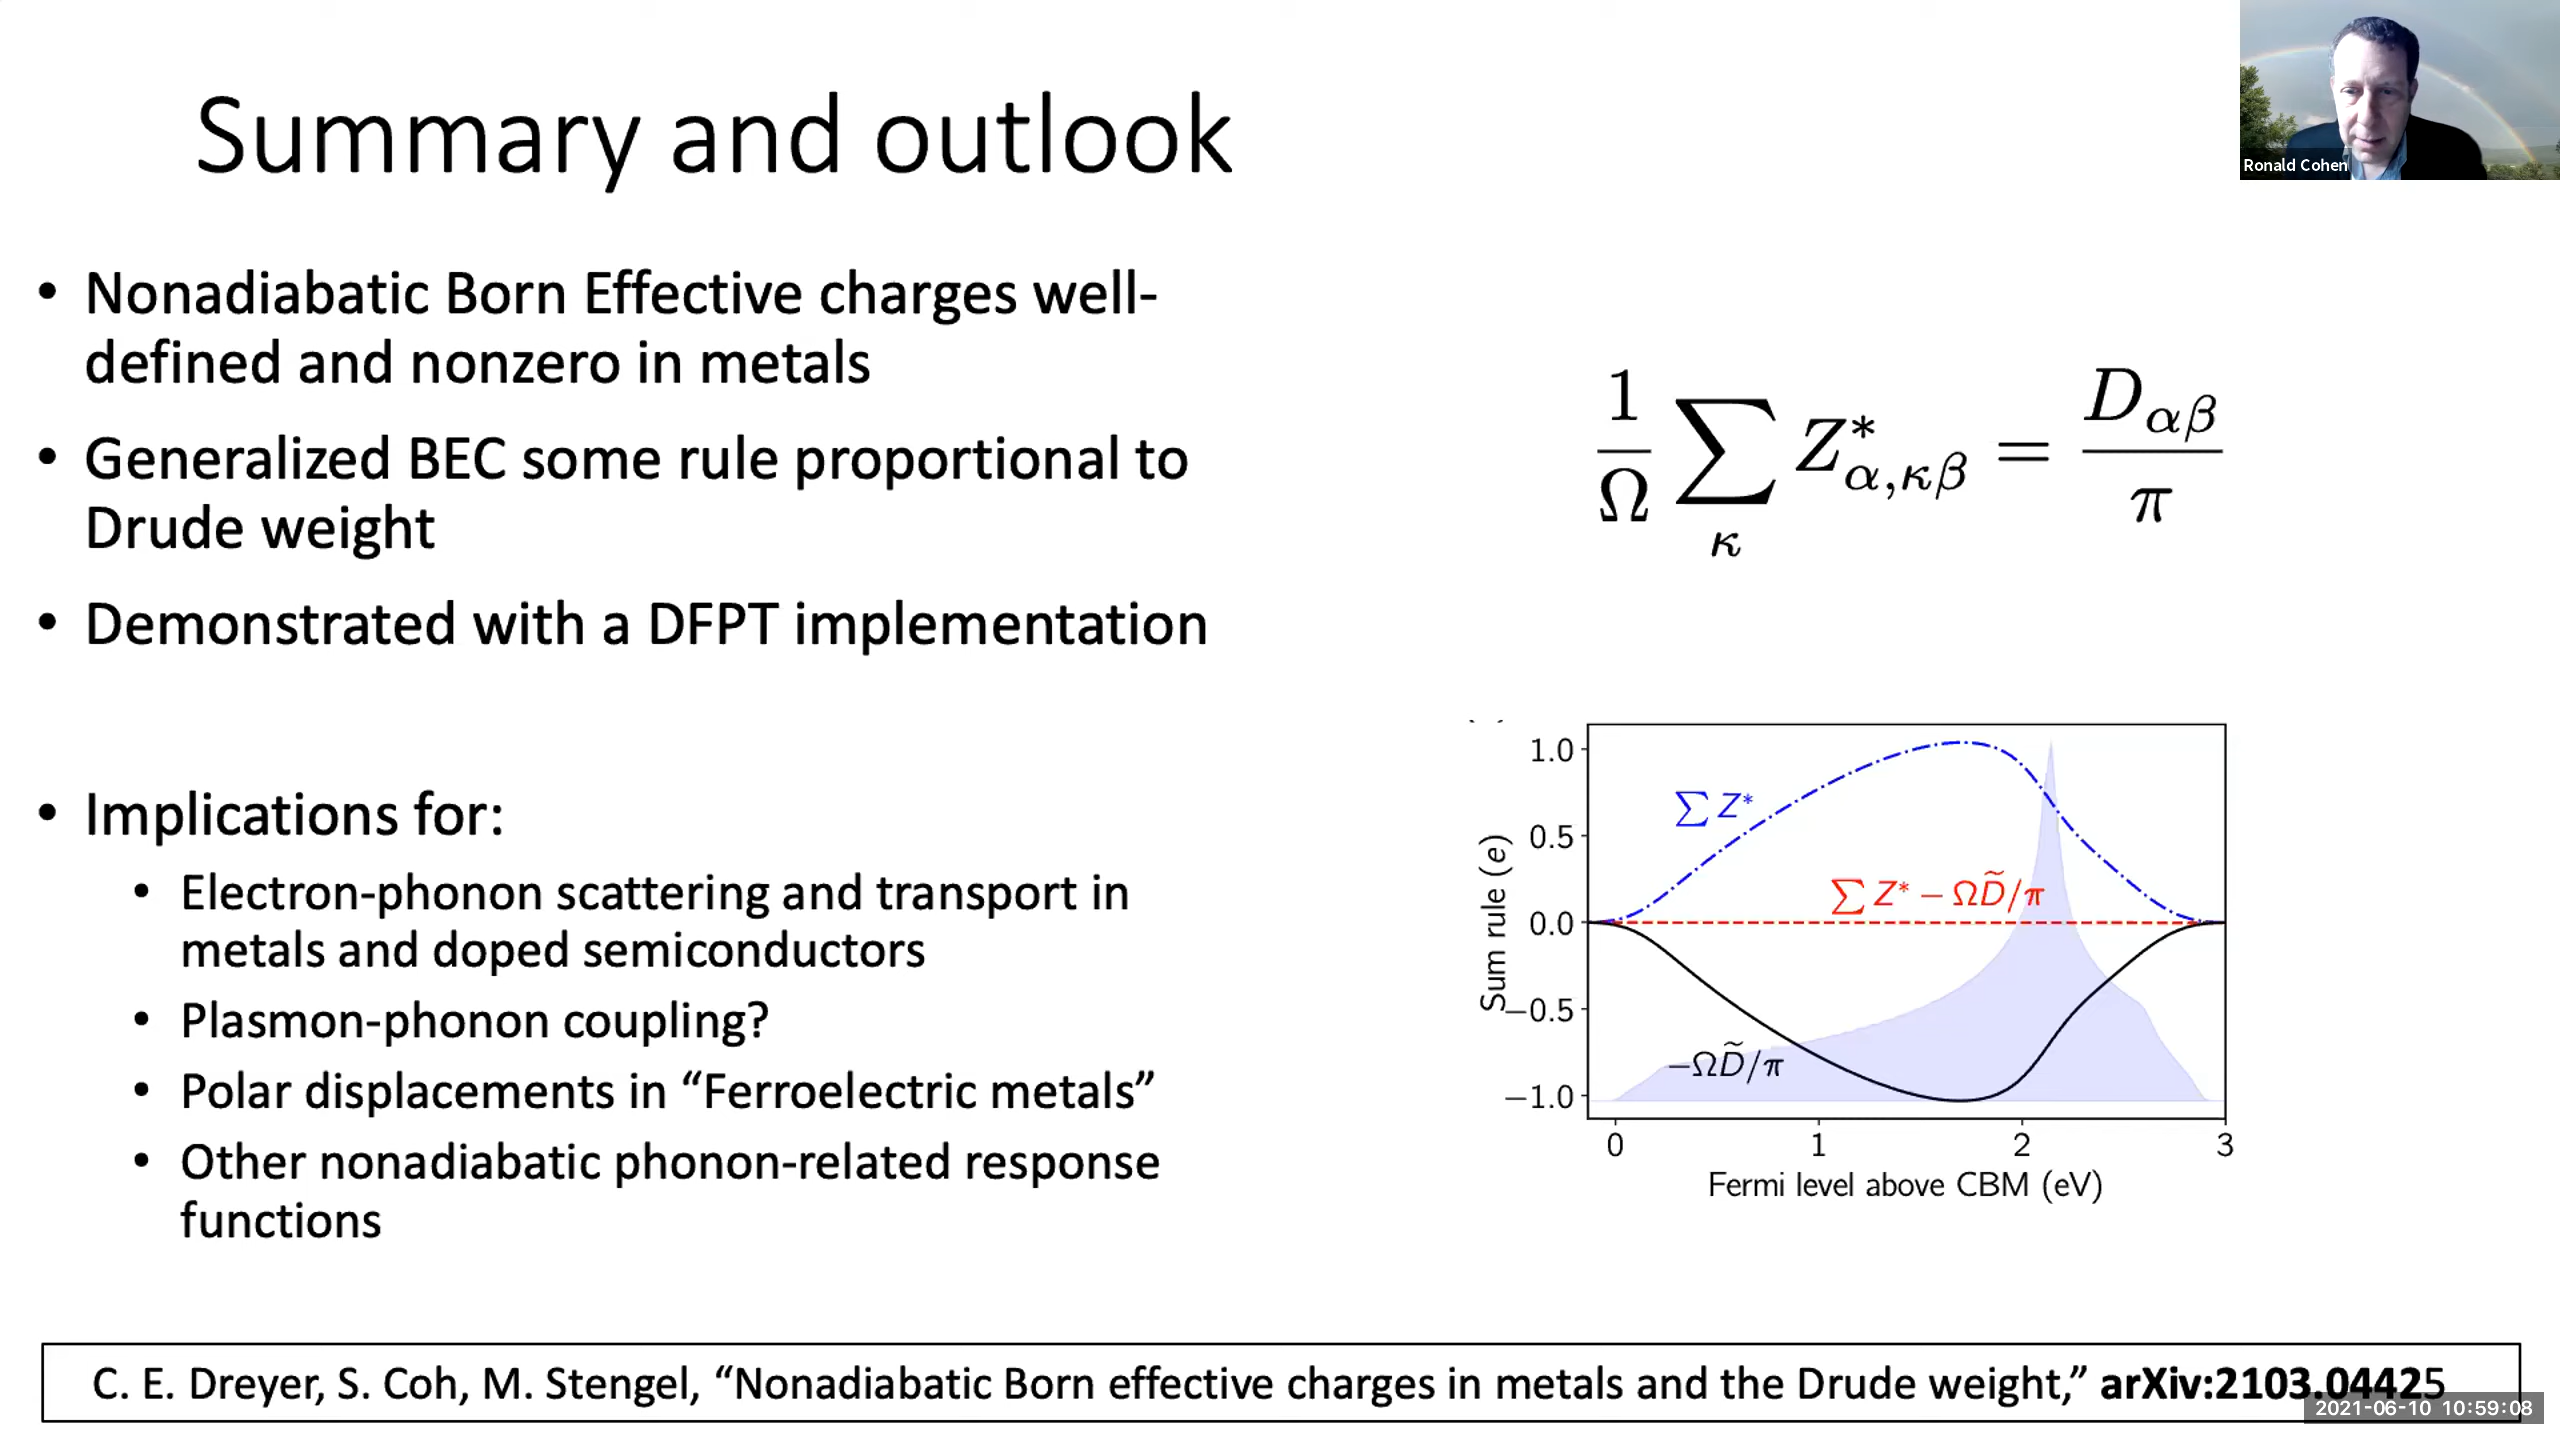 Summary and outlook
Ronald Cohen
• Nonadiabatic Born Effective charges well-
defined and nonzero in metals
• Generalized BEC some rule proportional to
Drude weight
• Demonstrated with a DFPT implementation
• Implications for:
• Electron-phonon scattering and transport in
metals and doped semiconductors
• Plasmon-phonon coupling?
• Polar displacements in “Ferroelectric metals”
• Other nonadiabatic phonon-related response
functions
1/Ω ∑κ Z*α,κβ = Dαβ/π
Sum rule (e)
1.0
0.5
0.0
−0.5
−1.0
∑ Z*
∑ Z* − ΩD̃/π
−ΩD̃/π
0 1 2 3
Fermi level above CBM (eV)
C. E. Dreyer, S. Coh, M. Stengel, “Nonadiabatic Born effective charges in metals and the Drude weight,” arXiv:2103.04425
2021-06-10 10:59:08